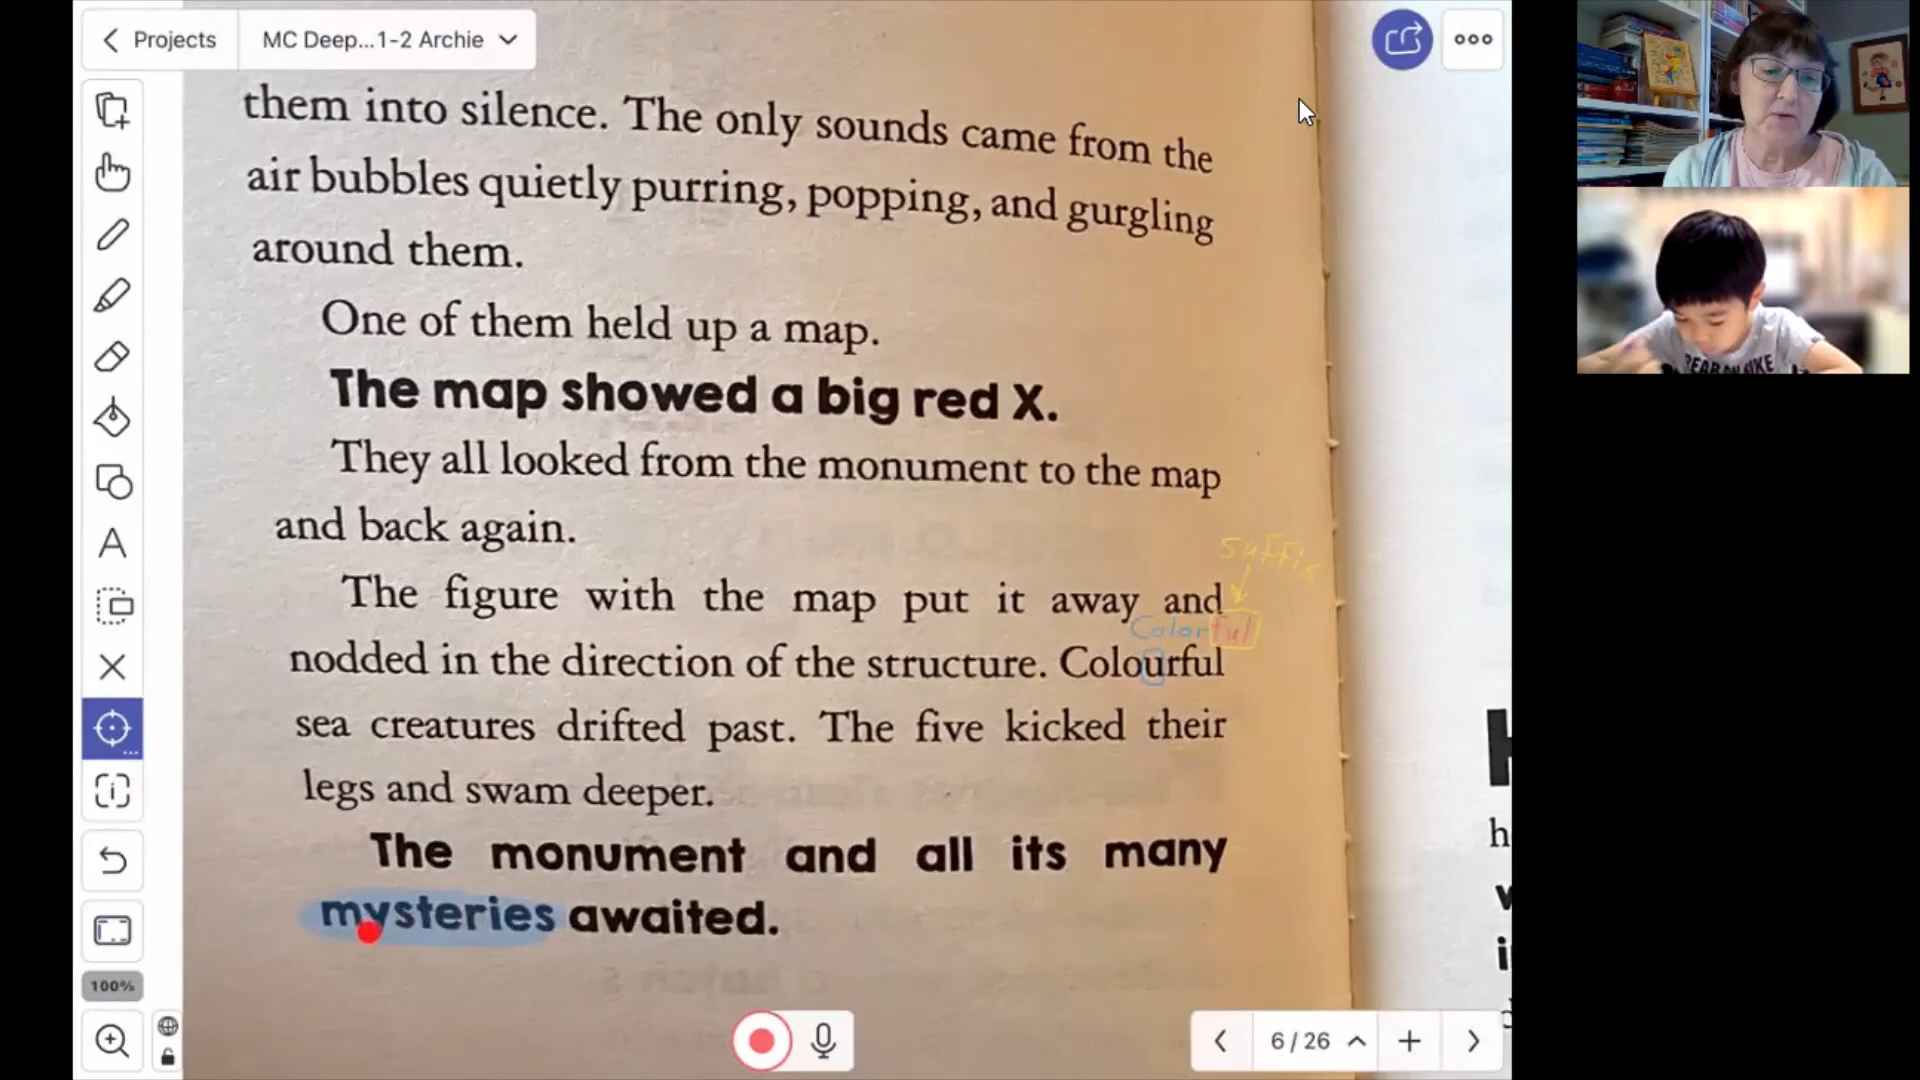 Projects
MC Deep...1-2 Archie
them into silence. The only sounds came from the
air bubbles quietly purring, popping, and gurgling
around them.
One of them held up a map.
The map showed a big red X.
They all looked from the monument to the map
and back again.
suffix
The figure with the map put it away and
Colorful
nodded in the direction of the structure. Colourful
sea creatures drifted past. The five kicked their
legs and swam deeper.
The monument and all its many
mysteries awaited.
100%
6 / 26